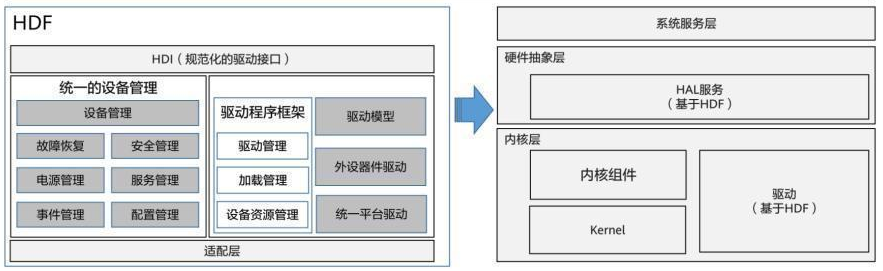 HDF
HDI（规范化的驱动接口）
统一的设备管理
设备管理
故障恢复
安全管理
电源管理
服务管理
事件管理
配置管理
驱动程序框架
驱动管理
加载管理
设备资源管理
驱动模型
外设器件驱动
统一平台驱动
适配层
系统服务层
硬件抽象层
HAL服务
（基于HDF）
内核层
内核组件
Kernel
驱动
（基于HDF）